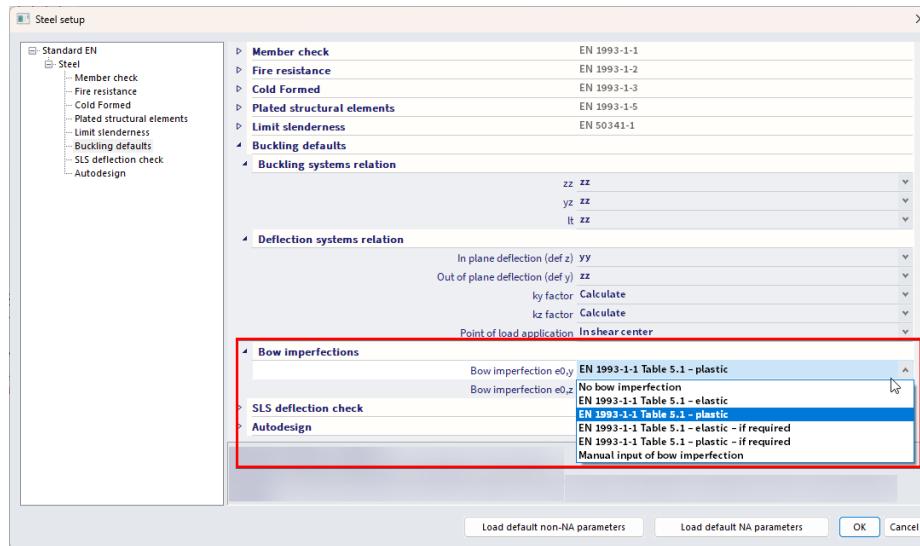 Steel setup
Standard EN
Steel
Member check
Fire resistance
Cold Formed
Plated structural elements
Limit slenderness
Buckling defaults
SLS deflection check
Autodesign
Member check EN 1993-1-1
Fire resistance EN 1993-1-2
Cold Formed EN 1993-1-3
Plated structural elements EN 1993-1-5
Limit slenderness EN 50341-1
Buckling defaults
Buckling systems relation
zz zz
yz zz
lt zz
Deflection systems relation
In plane deflection (def z) yy
Out of plane deflection (def y) zz
ky factor Calculate
kz factor Calculate
Point of load application In shear center
Bow imperfections
Bow imperfection e0,y EN 1993-1-1 Table 5.1 – plastic
Bow imperfection e0,z
No bow imperfection
EN 1993-1-1 Table 5.1 – elastic
EN 1993-1-1 Table 5.1 – plastic
EN 1993-1-1 Table 5.1 – elastic – if required
EN 1993-1-1 Table 5.1 – plastic – if required
Manual input of bow imperfection
SLS deflection check
Autodesign
Load default non-NA parameters Load default NA parameters OK Cancel